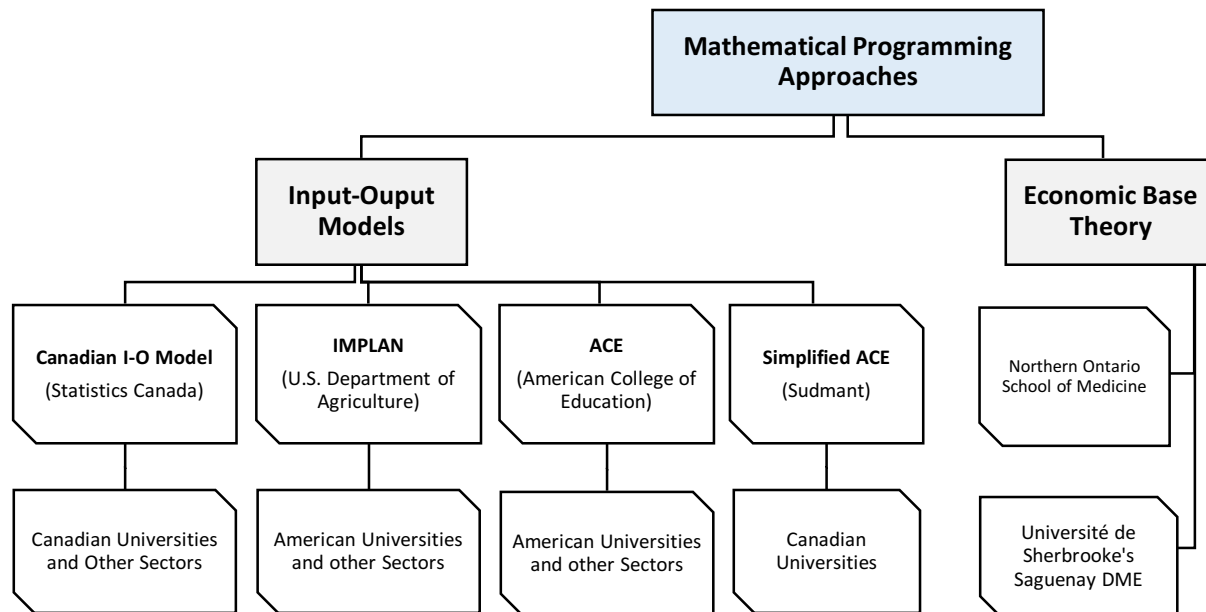 Mathematical Programming
Approaches
Input-Ouput
Models
Economic Base
Theory
Canadian I-O Model
(Statistics Canada)
IMPLAN
(U.S. Department of
Agriculture)
ACE
(American College of
Education)
Simplified ACE
(Sudmant)
Northern Ontario
School of Medicine
Canadian Universities
and Other Sectors
American Universities
and other Sectors
American Universities
and other Sectors
Canadian
Universities
Université de
Sherbrooke's
Saguenay DME